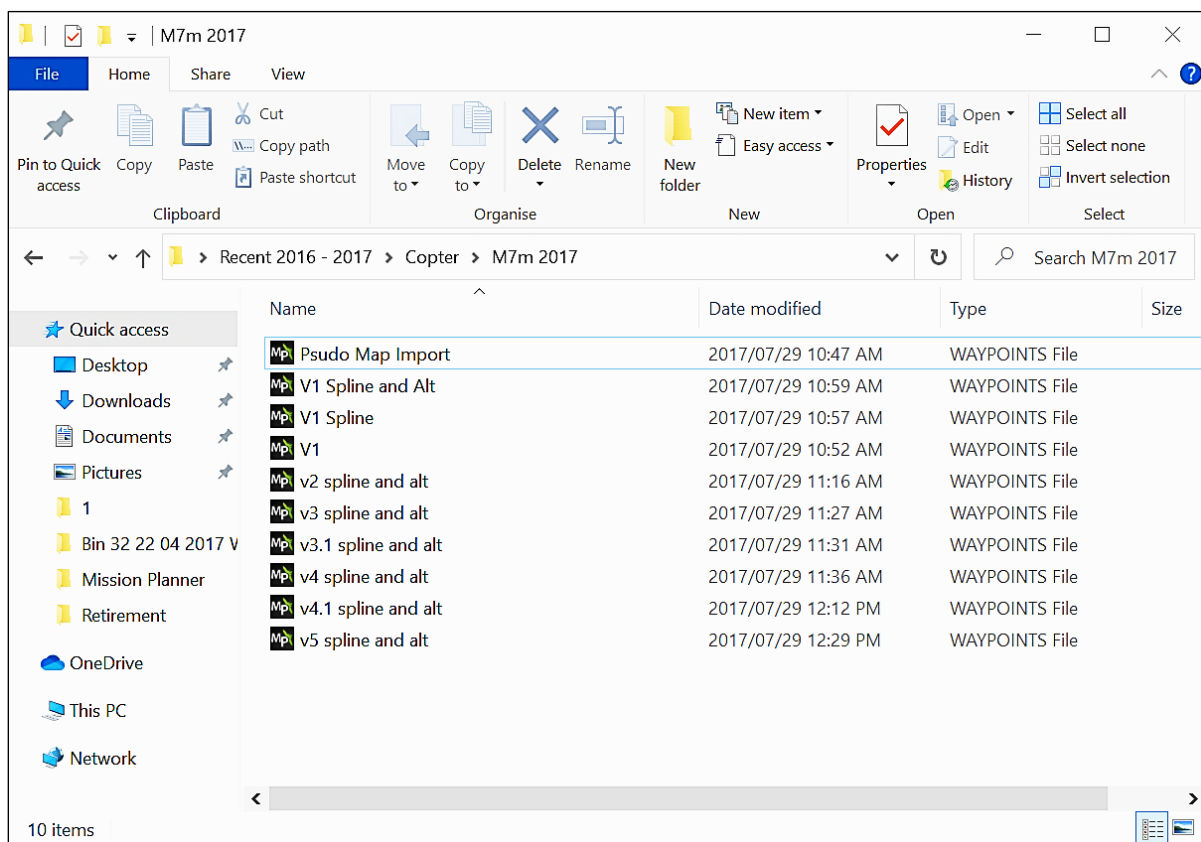 M7m 2017
File Home Share View
Pin to Quick access
Copy
Paste
Cut
Copy path
Paste shortcut
Clipboard
Move to
Copy to
Delete
Rename
Organise
New folder
New item
Easy access
New
Properties
Open
Edit
History
Open
Select all
Select none
Invert selection
Select
Recent 2016 - 2017 > Copter > M7m 2017
Search M7m 2017
Name Date modified Type Size
Quick access
Desktop
Downloads
Documents
Pictures
1
Bin 32 22 04 2017 W
Mission Planner
Retirement
OneDrive
This PC
Network
Psudo Map Import 2017/07/29 10:47 AM WAYPOINTS File
V1 Spline and Alt 2017/07/29 10:59 AM WAYPOINTS File
V1 Spline 2017/07/29 10:57 AM WAYPOINTS File
V1 2017/07/29 10:52 AM WAYPOINTS File
v2 spline and alt 2017/07/29 11:16 AM WAYPOINTS File
v3 spline and alt 2017/07/29 11:27 AM WAYPOINTS File
v3.1 spline and alt 2017/07/29 11:31 AM WAYPOINTS File
v4 spline and alt 2017/07/29 11:36 AM WAYPOINTS File
v4.1 spline and alt 2017/07/29 12:12 PM WAYPOINTS File
v5 spline and alt 2017/07/29 12:29 PM WAYPOINTS File
10 items